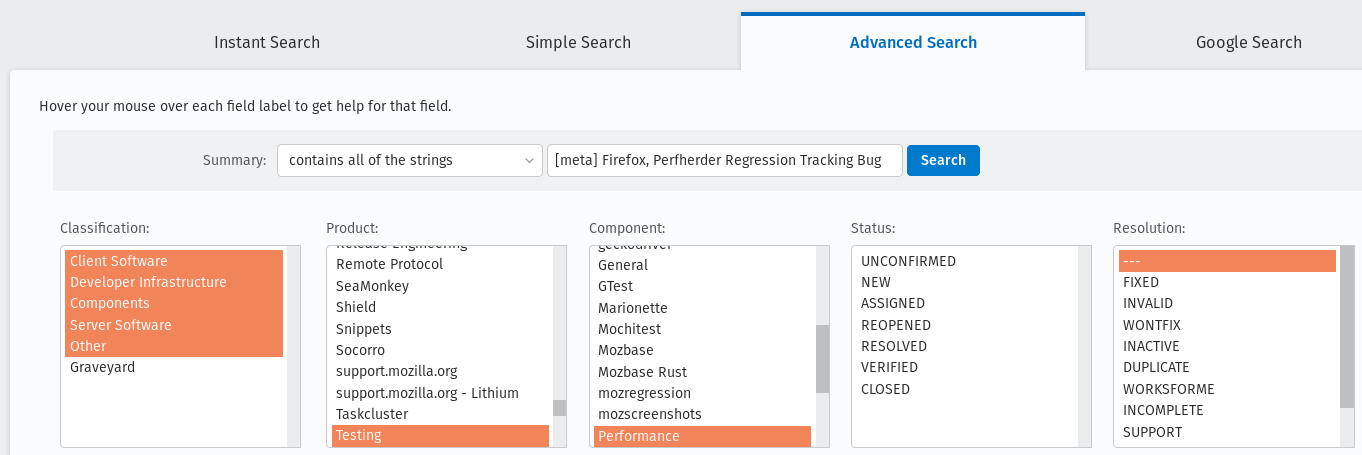 Instant Search
Simple Search
Advanced Search
Google Search
Hover your mouse over each field label to get help for that field.
Summary:
contains all of the strings
[meta] Firefox, Perfherder Regression Tracking Bug
Search
Classification:
Client Software
Developer Infrastructure
Components
Server Software
Other
Graveyard
Product:
Release Engineering
Remote Protocol
SeaMonkey
Shield
Snippets
Socorro
support.mozilla.org
support.mozilla.org - Lithium
Taskcluster
Testing
Component:
geckodriver
General
GTest
Marionette
Mochitest
Mozbase
Mozbase Rust
mozregression
mozscreenshots
Performance
Status:
UNCONFIRMED
NEW
ASSIGNED
REOPENED
RESOLVED
VERIFIED
CLOSED
Resolution:
---
FIXED
INVALID
WONTFIX
INACTIVE
DUPLICATE
WORKSFORME
INCOMPLETE
SUPPORT